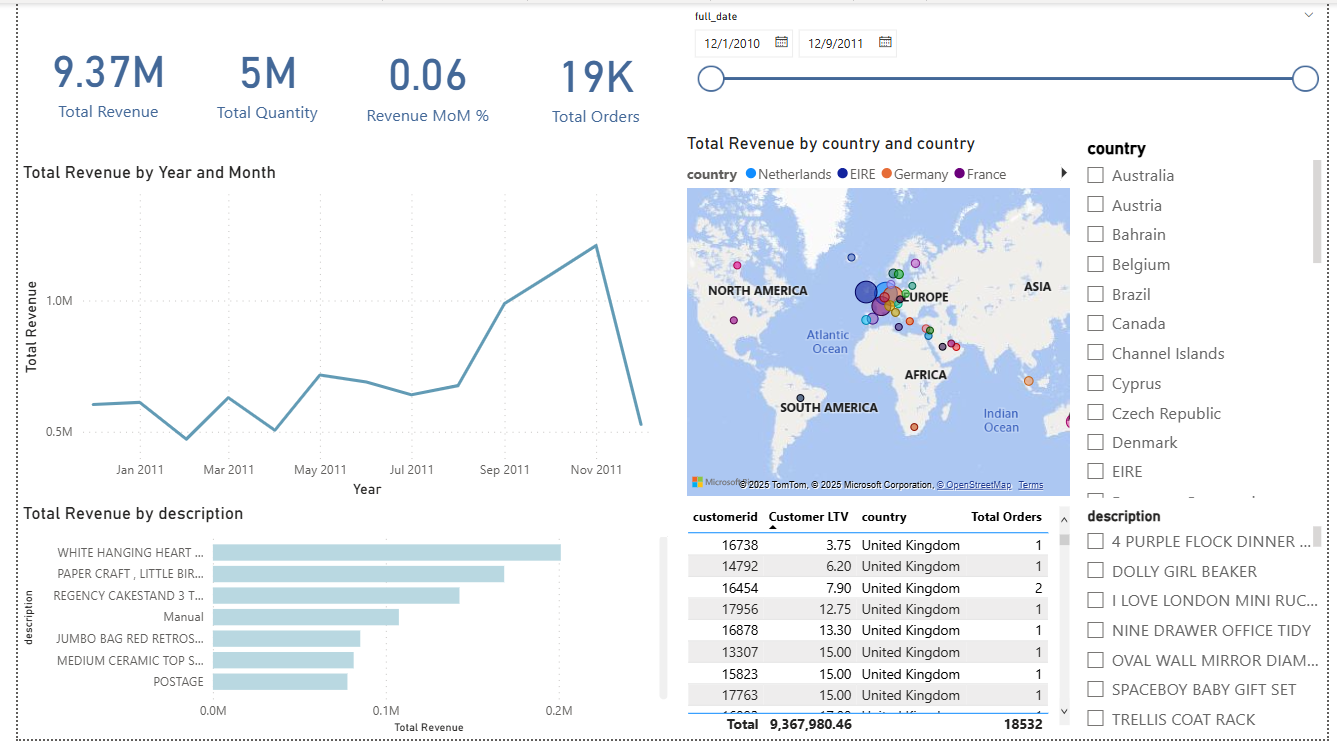 full_date
12/1/2010 12/9/2011
9.37M 5M 0.06 19K
Total Revenue Total Quantity Revenue MoM % Total Orders
Total Revenue by Year and Month
Total Revenue
1.0M
0.5M
Jan 2011 Mar 2011 May 2011 Jul 2011 Sep 2011 Nov 2011
Year
Total Revenue by country and country
country Netherlands EIRE Germany France
NORTH AMERICA
EUROPE
ASIA
Atlantic
Ocean
AFRICA
SOUTH AMERICA
Indian
Ocean
© 2025 TomTom, © 2025 Microsoft Corporation, © OpenStreetMap Terms
country
Australia
Austria
Bahrain
Belgium
Brazil
Canada
Channel Islands
Cyprus
Czech Republic
Denmark
EIRE
Total Revenue by description
description
WHITE HANGING HEART ...
PAPER CRAFT , LITTLE BIR...
REGENCY CAKESTAND 3 T...
Manual
JUMBO BAG RED RETROS...
MEDIUM CERAMIC TOP S...
POSTAGE
0.0M 0.1M 0.2M
Total Revenue
customerid Customer LTV country Total Orders
16738 3.75 United Kingdom 1
14792 6.20 United Kingdom 1
16454 7.90 United Kingdom 2
17956 12.75 United Kingdom 1
16878 13.30 United Kingdom 1
13307 15.00 United Kingdom 1
15823 15.00 United Kingdom 1
17763 15.00 United Kingdom 1
Total 9,367,980.46 18532
description
4 PURPLE FLOCK DINNER ...
DOLLY GIRL BEAKER
I LOVE LONDON MINI RUC...
NINE DRAWER OFFICE TIDY
OVAL WALL MIRROR DIAM...
SPACEBOY BABY GIFT SET
TRELLIS COAT RACK